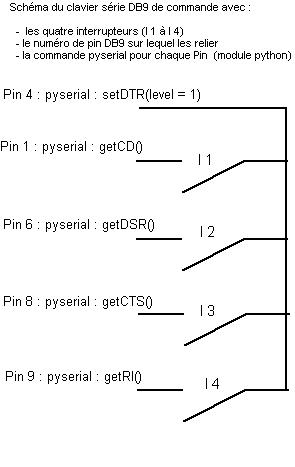 Schéma du clavier série DB9 de commande avec :
- les quatre interrupteurs (I 1 à I 4)
- le numéro de pin DB9 sur lequel les relier
- la commande pyserial pour chaque Pin (module python)
Pin 4 : pyserial : setDTR(level = 1)
Pin 1 : pyserial : getCD()
I 1
Pin 6 : pyserial : getDSR()
I 2
Pin 8 : pyserial : getCTS()
I 3
Pin 9 : pyserial : getRI()
I 4